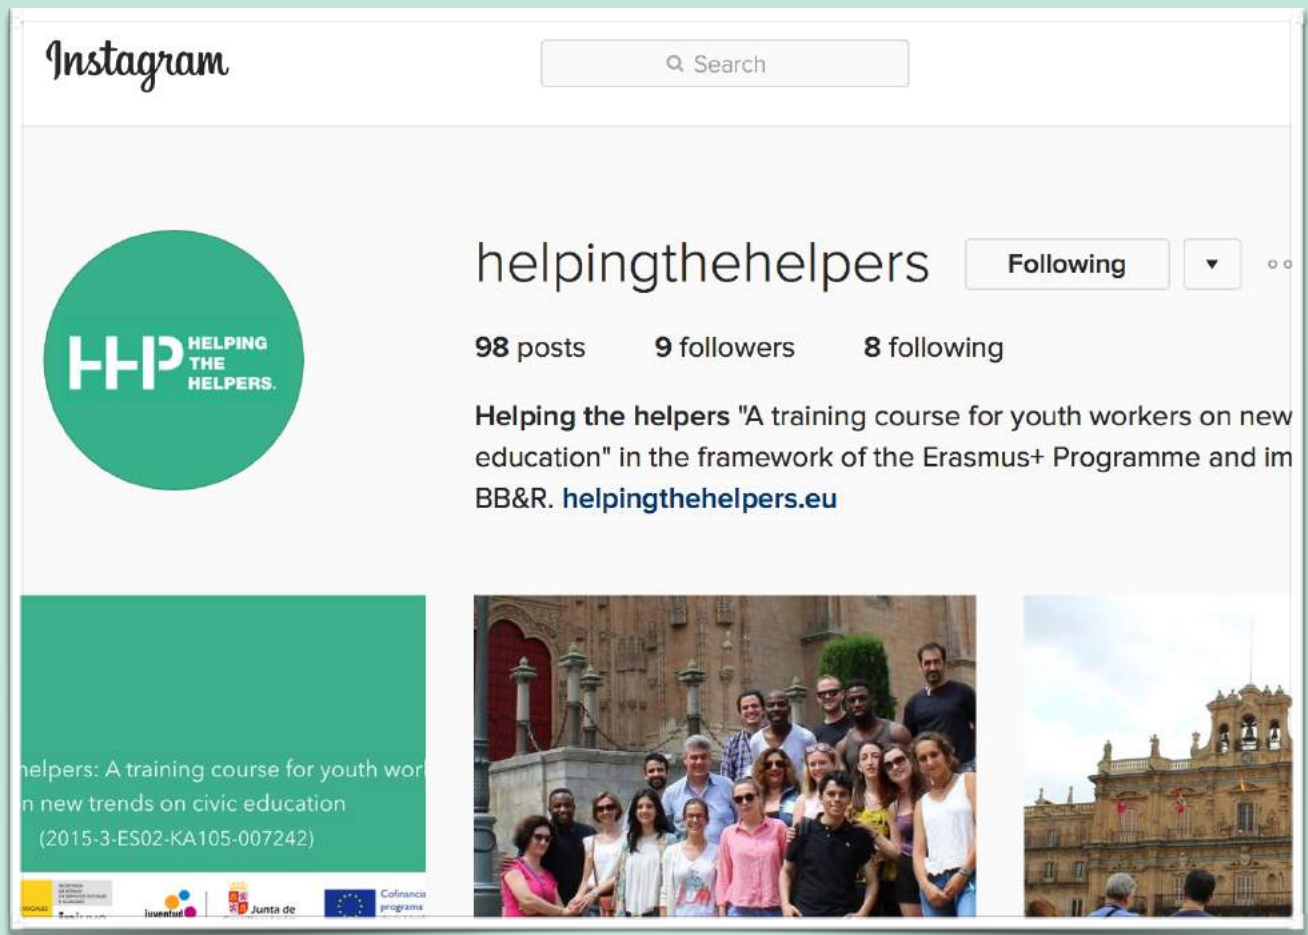 Instagram
Search
helpingthehelpers
Following
98 posts 9 followers 8 following
HELPING
THE
HELPERS.
Helping the helpers "A training course for youth workers on new
education" in the framework of the Erasmus+ Programme and im
BB&R. helpingthehelpers.eu
helpers: A training course for youth wor
n new trends on civic education
(2015-3-ES02-KA105-007242)
juventud
Junta de
Cofinancia
programa